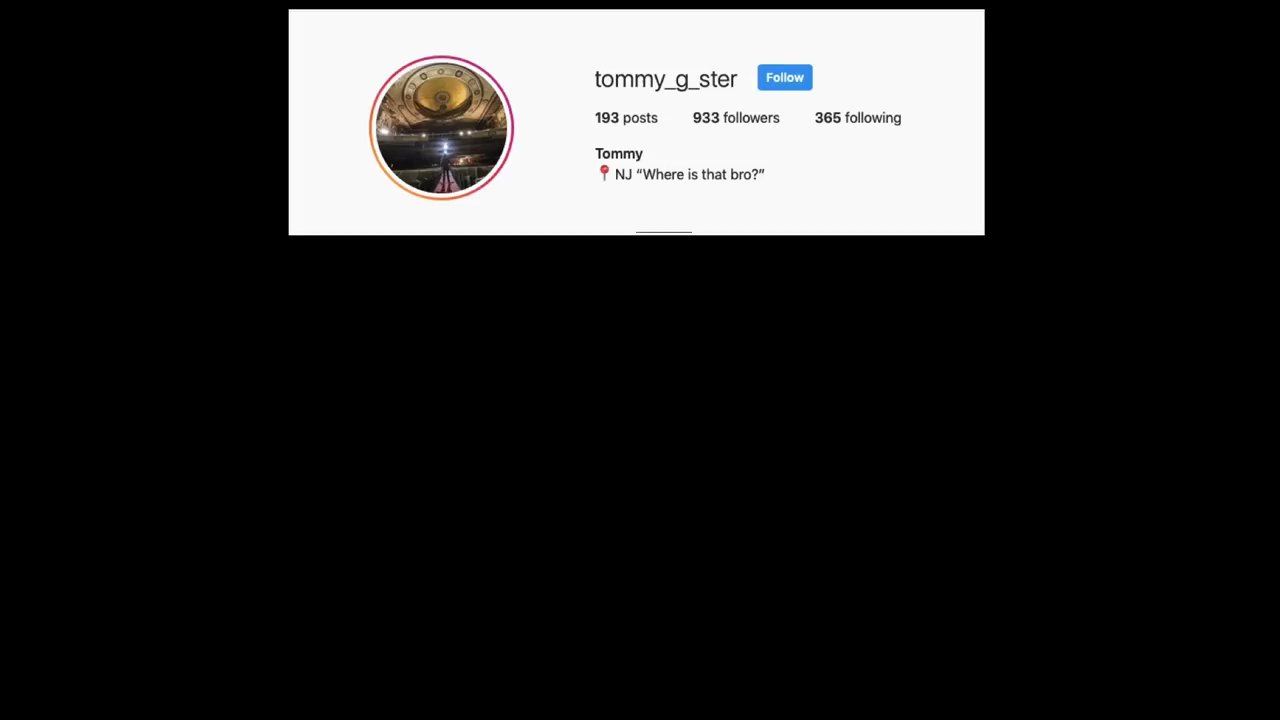 tommy_g_ster Follow
193 posts 933 followers 365 following
Tommy
📍 NJ “Where is that bro?”